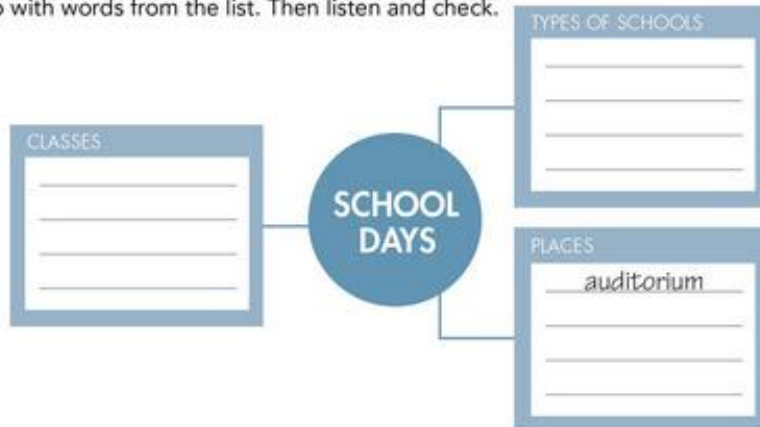 with words from the list. Then listen and check.
TYPES OF SCHOOLS
CLASSES
SCHOOL
DAYS
PLACES
auditorium